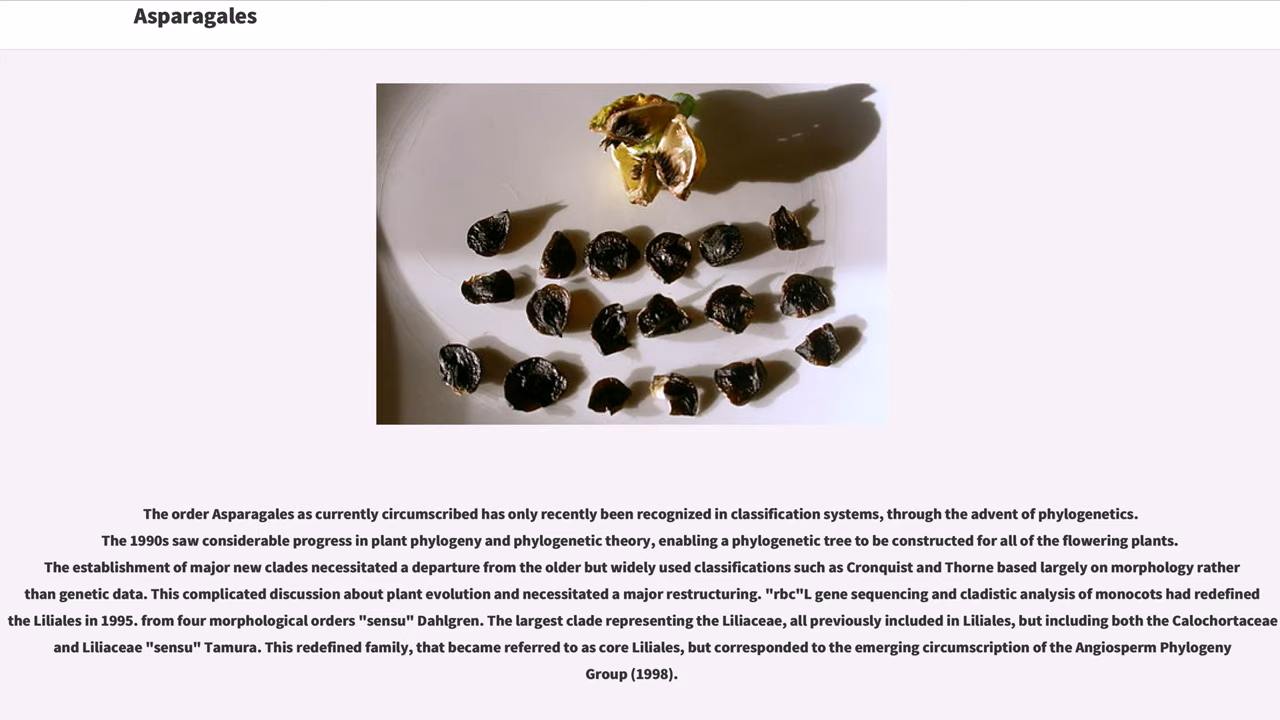 Asparagales
The order Asparagales as currently circumscribed has only recently been recognized in classification systems, through the advent of phylogenetics.
The 1990s saw considerable progress in plant phylogeny and phylogenetic theory, enabling a phylogenetic tree to be constructed for all of the flowering plants.
The establishment of major new clades necessitated a departure from the older but widely used classifications such as Cronquist and Thorne based largely on morphology rather
than genetic data. This complicated discussion about plant evolution and necessitated a major restructuring. "rbc"L gene sequencing and cladistic analysis of monocots had redefined
the Liliales in 1995. from four morphological orders "sensu" Dahlgren. The largest clade representing the Liliaceae, all previously included in Liliales, but including both the Calochortaceae
and Liliaceae "sensu" Tamura. This redefined family, that became referred to as core Liliales, but corresponded to the emerging circumscription of the Angiosperm Phylogeny
Group (1998).